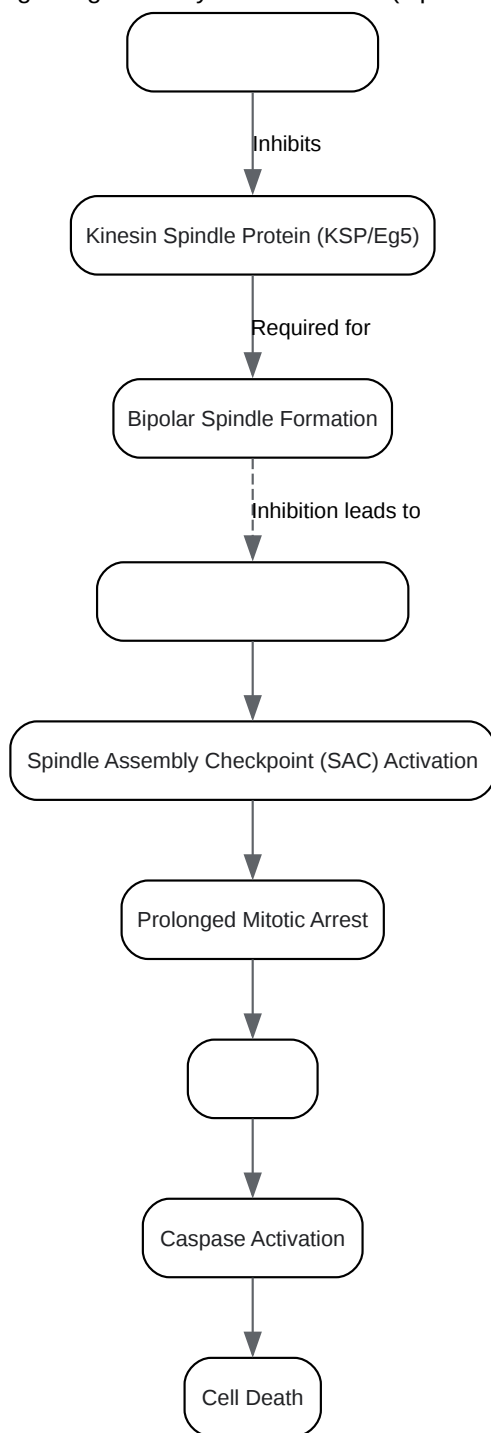 Inhibits
Kinesin Spindle Protein (KSP/Eg5)
Required for
Bipolar Spindle Formation
Inhibition leads to
Spindle Assembly Checkpoint (SAC) Activation
Prolonged Mitotic Arrest
Caspase Activation
Cell Death